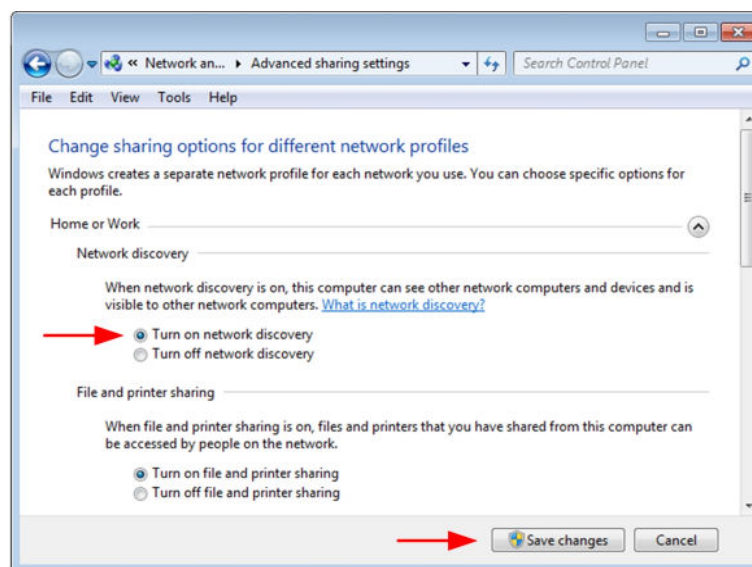 « Network an... ▸ Advanced sharing settings
Search Control Panel
File Edit View Tools Help
Change sharing options for different network profiles
Windows creates a separate network profile for each network you use. You can choose specific options for
each profile.
Home or Work
Network discovery
When network discovery is on, this computer can see other network computers and devices and is
visible to other network computers. What is network discovery?
Turn on network discovery
Turn off network discovery
File and printer sharing
When file and printer sharing is on, files and printers that you have shared from this computer can
be accessed by people on the network.
Turn on file and printer sharing
Turn off file and printer sharing
Save changes Cancel